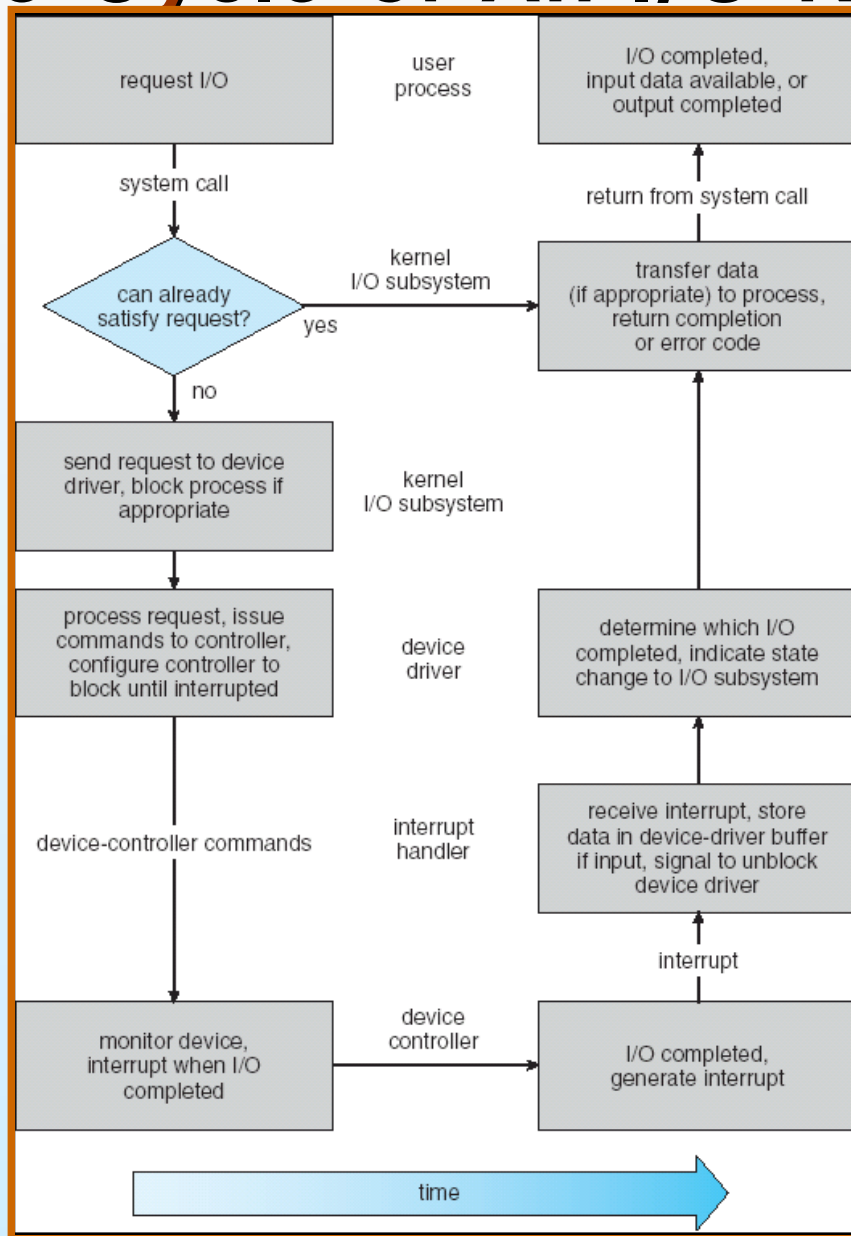 request I/O
user
process
I/O completed,
input data available, or
output completed
system call
return from system call
can already
satisfy request?
yes
no
kernel
I/O subsystem
transfer data
(if appropriate) to process,
return completion
or error code
send request to device
driver, block process if
appropriate
kernel
I/O subsystem
process request, issue
commands to controller,
configure controller to
block until interrupted
device
driver
determine which I/O
completed, indicate state
change to I/O subsystem
device-controller commands
interrupt
handler
receive interrupt, store
data in device-driver buffer
if input, signal to unblock
device driver
interrupt
monitor device,
interrupt when I/O
completed
device
controller
I/O completed,
generate interrupt
time